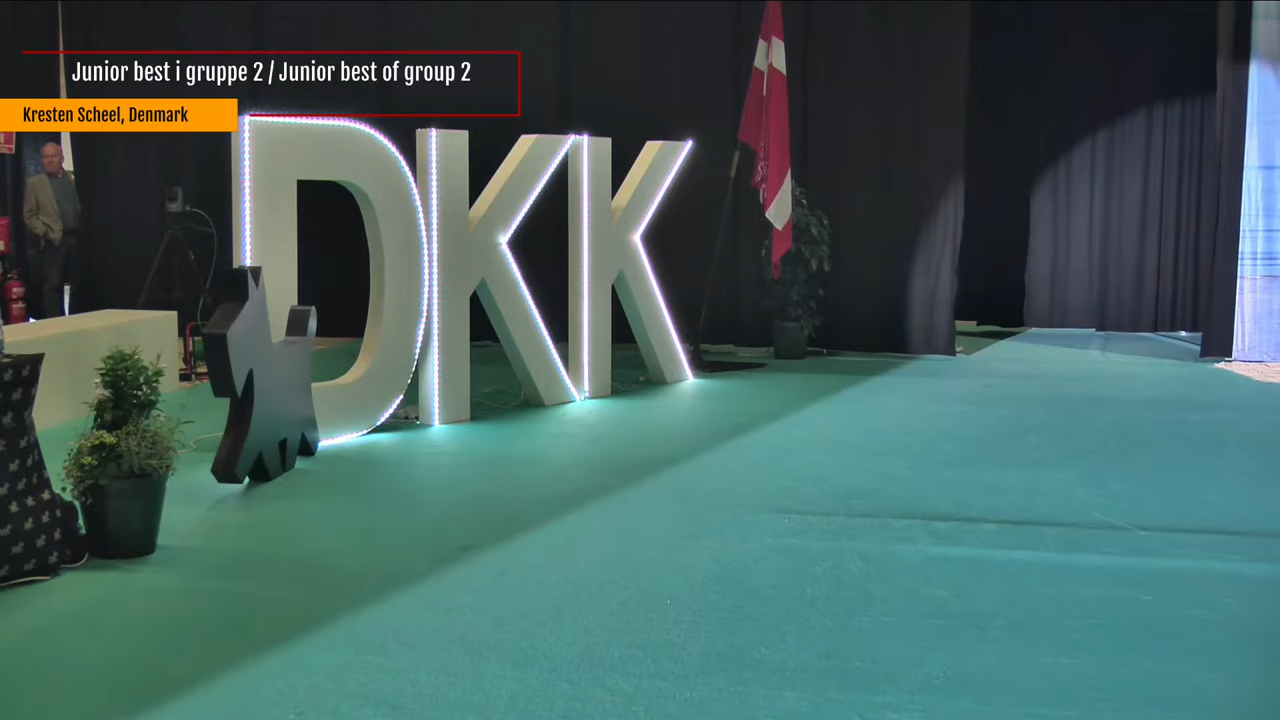 Junior best i gruppe 2 / Junior best of group 2
Kresten Scheel, Denmark
DKK